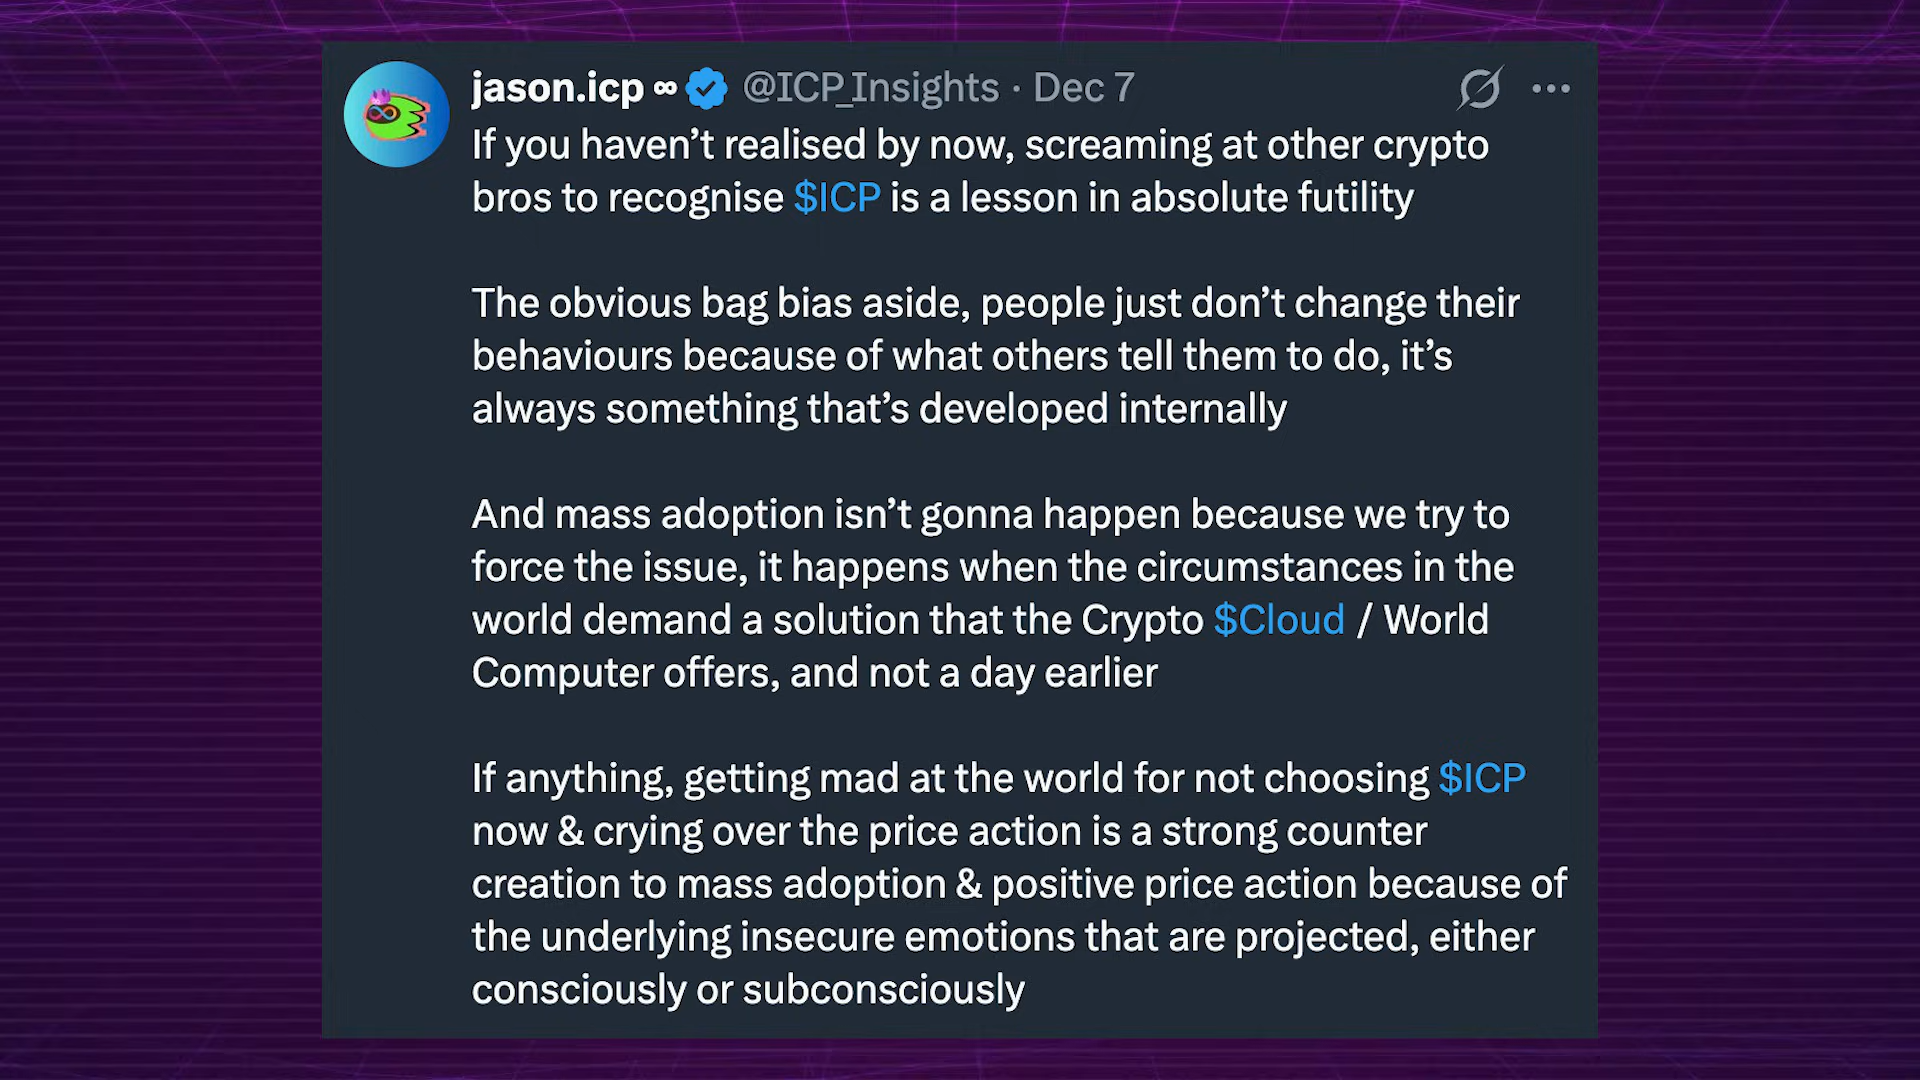 jason.icp ∞ @ICP_Insights · Dec 7
If you haven’t realised by now, screaming at other crypto
bros to recognise $ICP is a lesson in absolute futility
The obvious bag bias aside, people just don’t change their
behaviours because of what others tell them to do, it’s
always something that’s developed internally
And mass adoption isn’t gonna happen because we try to
force the issue, it happens when the circumstances in the
world demand a solution that the Crypto $Cloud / World
Computer offers, and not a day earlier
If anything, getting mad at the world for not choosing $ICP
now & crying over the price action is a strong counter
creation to mass adoption & positive price action because of
the underlying insecure emotions that are projected, either
consciously or subconsciously